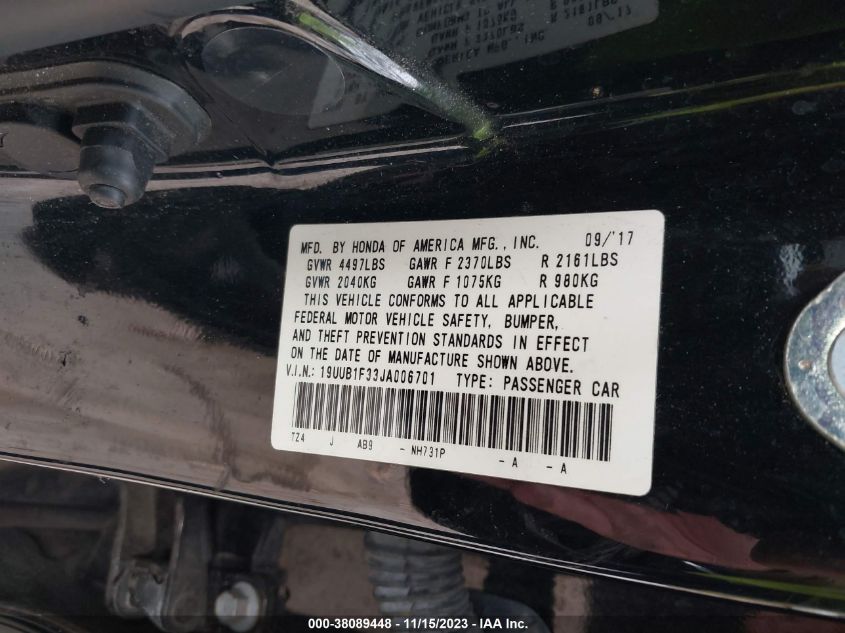 MFD. BY HONDA OF AMERICA MFG., INC. 09/'17
GVWR 4497LBS GAWR F 2370LBS R 2161LBS
GVWR 2040KG GAWR F 1075KG R 980KG
THIS VEHICLE CONFORMS TO ALL APPLICABLE
FEDERAL MOTOR VEHICLE SAFETY, BUMPER,
AND THEFT PREVENTION STANDARDS IN EFFECT
ON THE DATE OF MANUFACTURE SHOWN ABOVE.
V.I.N.: 19UUB1F33JA006701 TYPE: PASSENGER CAR
TZ4 J AB9 - NH731P - A - A
000-38089448 - 11/15/2023 - IAA Inc.